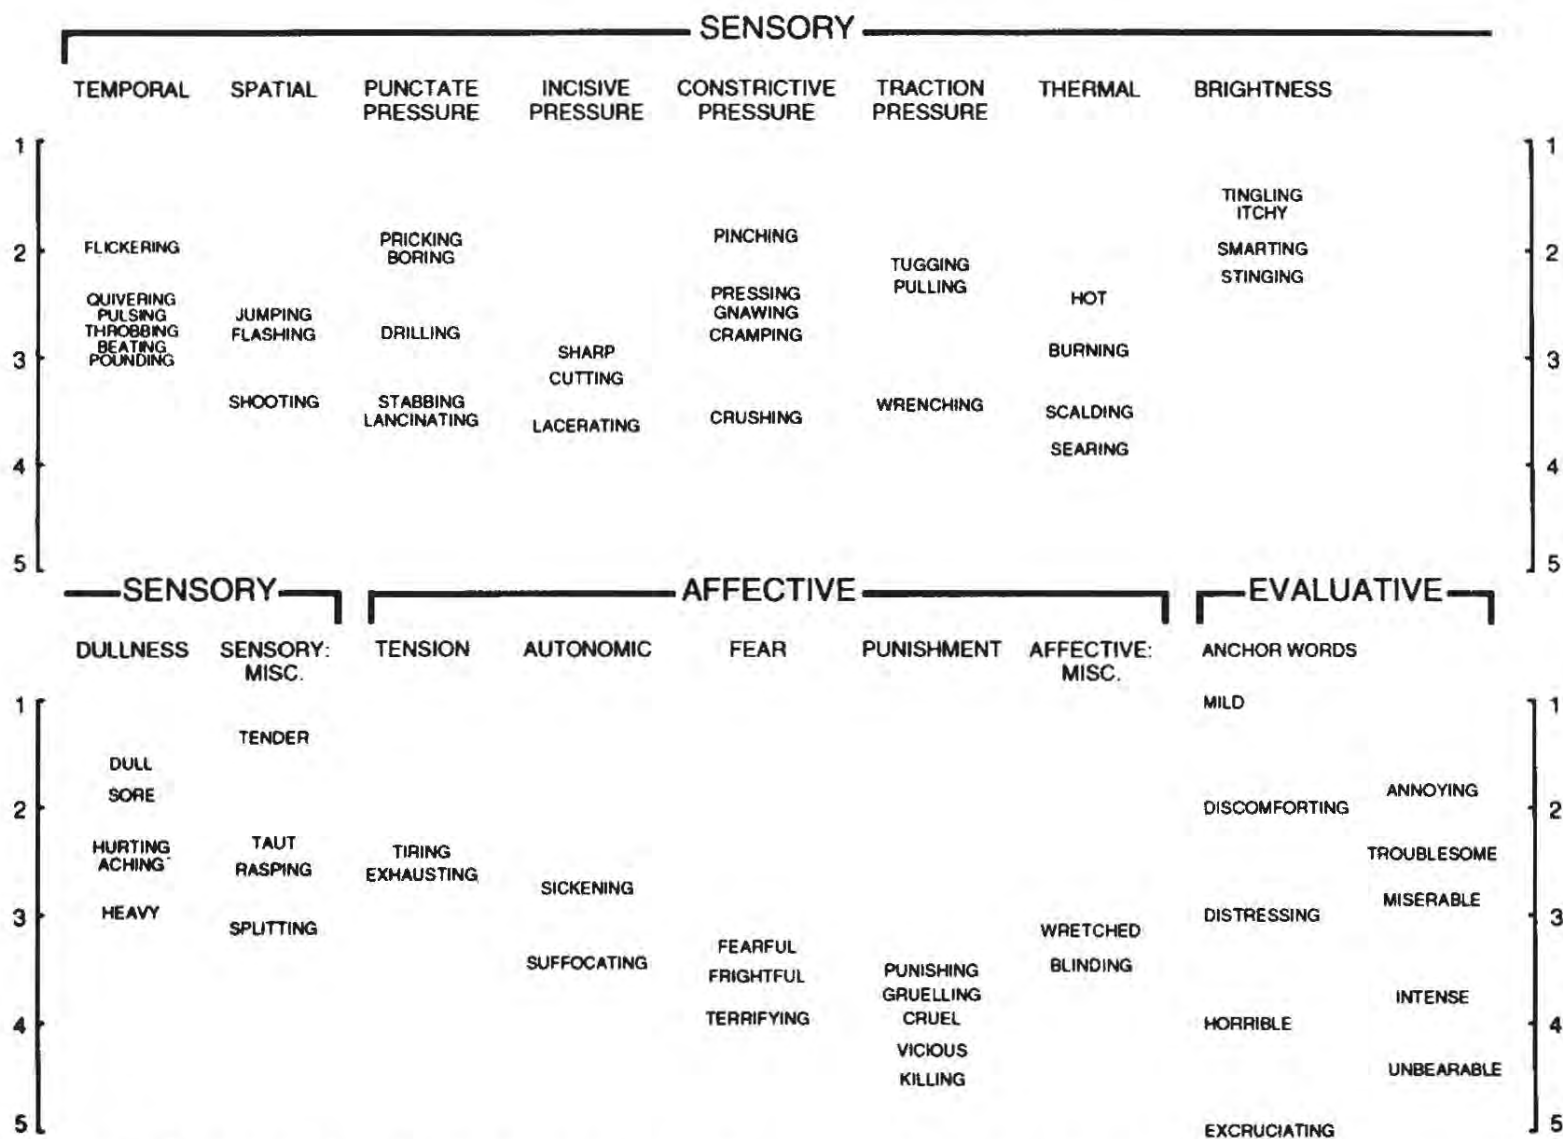 SENSORY
TEMPORAL
SPATIAL
PUNCTATE
PRESSURE
INCISIVE
PRESSURE
CONSTRICTIVE
PRESSURE
TRACTION
PRESSURE
THERMAL
BRIGHTNESS
1
2
3
4
5
FLICKERING
QUIVERING
PULSING
THROBBING
BEATING
POUNDING
JUMPING
FLASHING
SHOOTING
PRICKING
BORING
DRILLING
STABBING
LANCINATING
SHARP
CUTTING
LACERATING
PINCHING
PRESSING
GNAWING
CRAMPING
CRUSHING
TUGGING
PULLING
WRENCHING
HOT
BURNING
SCALDING
SEARING
TINGLING
ITCHY
SMARTING
STINGING
1
2
3
4
5
SENSORY
AFFECTIVE
EVALUATIVE
DULLNESS
SENSORY:
MISC.
TENSION
AUTONOMIC
FEAR
PUNISHMENT
AFFECTIVE:
MISC.
ANCHOR WORDS
1
2
3
4
5
DULL
SORE
HURTING
ACHING
HEAVY
TENDER
TAUT
RASPING
SPLITTING
TIRING
EXHAUSTING
SICKENING
SUFFOCATING
FEARFUL
FRIGHTFUL
TERRIFYING
PUNISHING
GRUELLING
CRUEL
VICIOUS
KILLING
WRETCHED
BLINDING
MILD
DISCOMFORTING
DISTRESSING
HORRIBLE
EXCRUCIATING
ANNOYING
TROUBLESOME
MISERABLE
INTENSE
UNBEARABLE
1
2
3
4
5